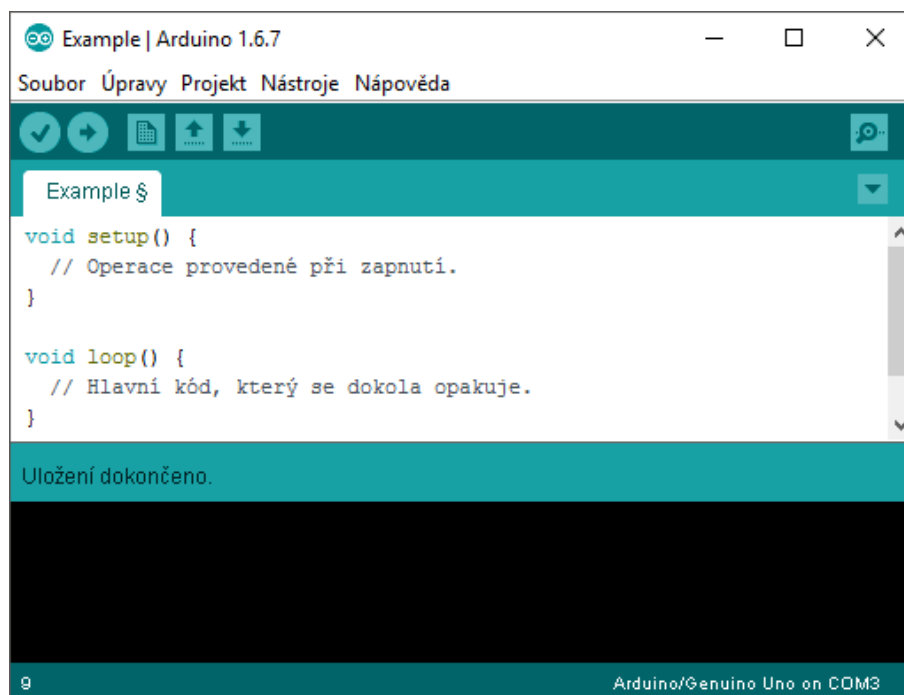 Example | Arduino 1.6.7
Soubor Úpravy Projekt Nástroje Nápověda
Example §
void setup() {
  // Operace provedené při zapnutí.
}
void loop() {
  // Hlavní kód, který se dokola opakuje.
}
Uložení dokončeno.
9 Arduino/Genuino Uno on COM3